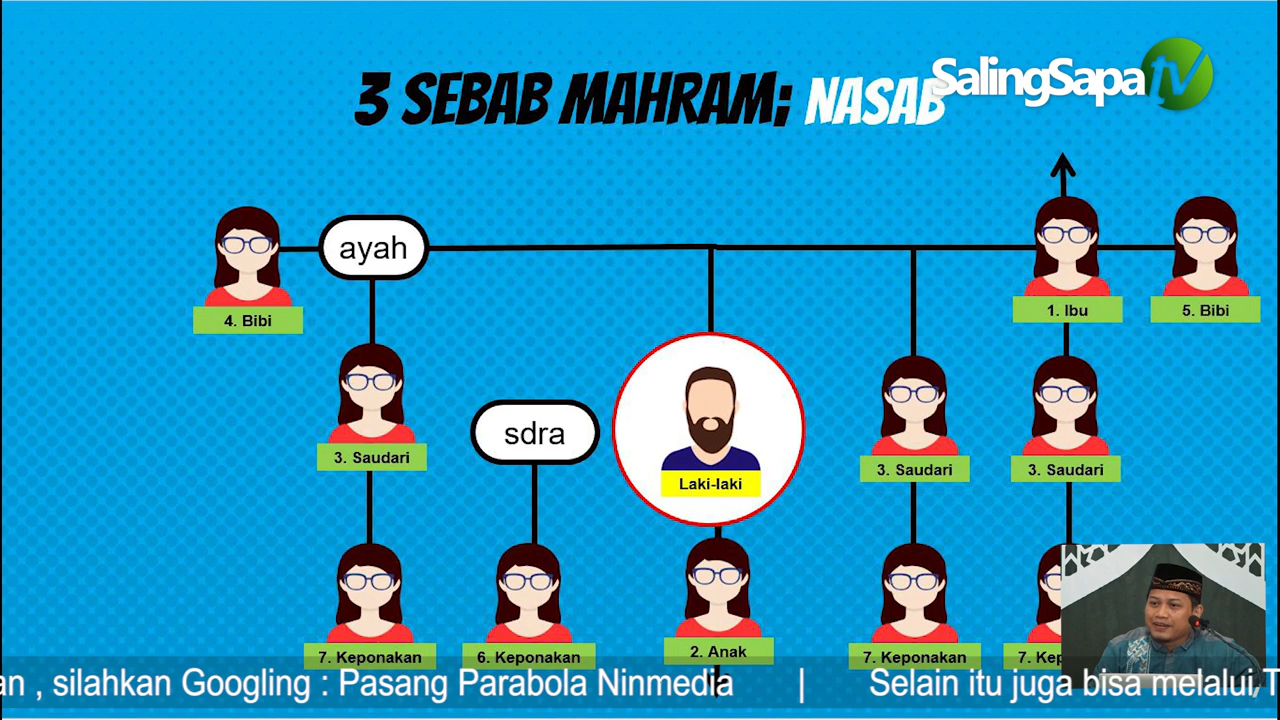 3 SEBAB MAHRAM; NASAB
SalingSapa tv
ayah
4. Bibi
1. Ibu
5. Bibi
3. Saudari
sdra
Laki-laki
3. Saudari
3. Saudari
7. Keponakan
6. Keponakan
2. Anak
7. Keponakan
7. Kep
an , silahkan Googling : Pasang Parabola Ninmedia | Selain itu juga bisa melalui,T